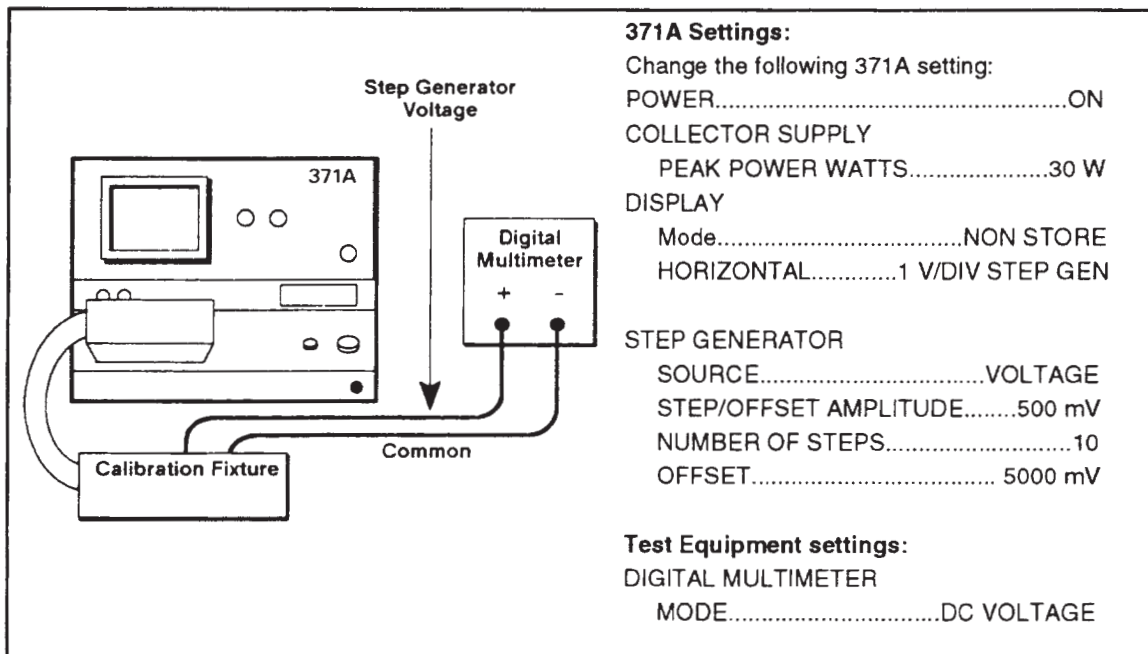 Step Generator
Voltage
371A
Digital
Multimeter
+ -
Common
Calibration Fixture
371A Settings:
Change the following 371A setting:
POWER..................................................ON
COLLECTOR SUPPLY
PEAK POWER WATTS....................30 W
DISPLAY
Mode...................................NON STORE
HORIZONTAL............1 V/DIV STEP GEN
STEP GENERATOR
SOURCE................................VOLTAGE
STEP/OFFSET AMPLITUDE........500 mV
NUMBER OF STEPS..........................10
OFFSET................................... 5000 mV
Test Equipment settings:
DIGITAL MULTIMETER
MODE..............................DC VOLTAGE